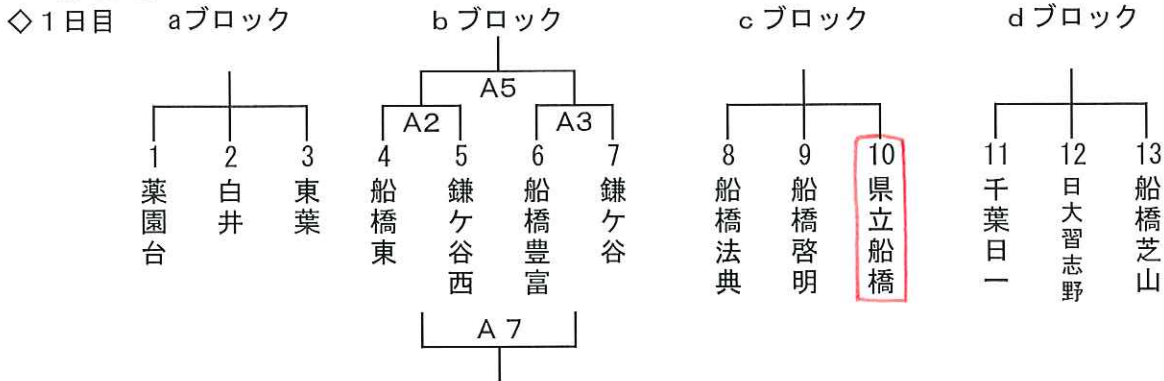 ◇1日目 aブロック bブロック cブロック dブロック
A5
A2 A3
1 2 3 4 5 6 7 8 9 10 11 12 13
薬園台
白井
東葉
船橋東
鎌ケ谷西
船橋豊富
鎌ケ谷
船橋法典
船橋啓明
県立船橋
千葉日一
日大習志野
船橋芝山
A7